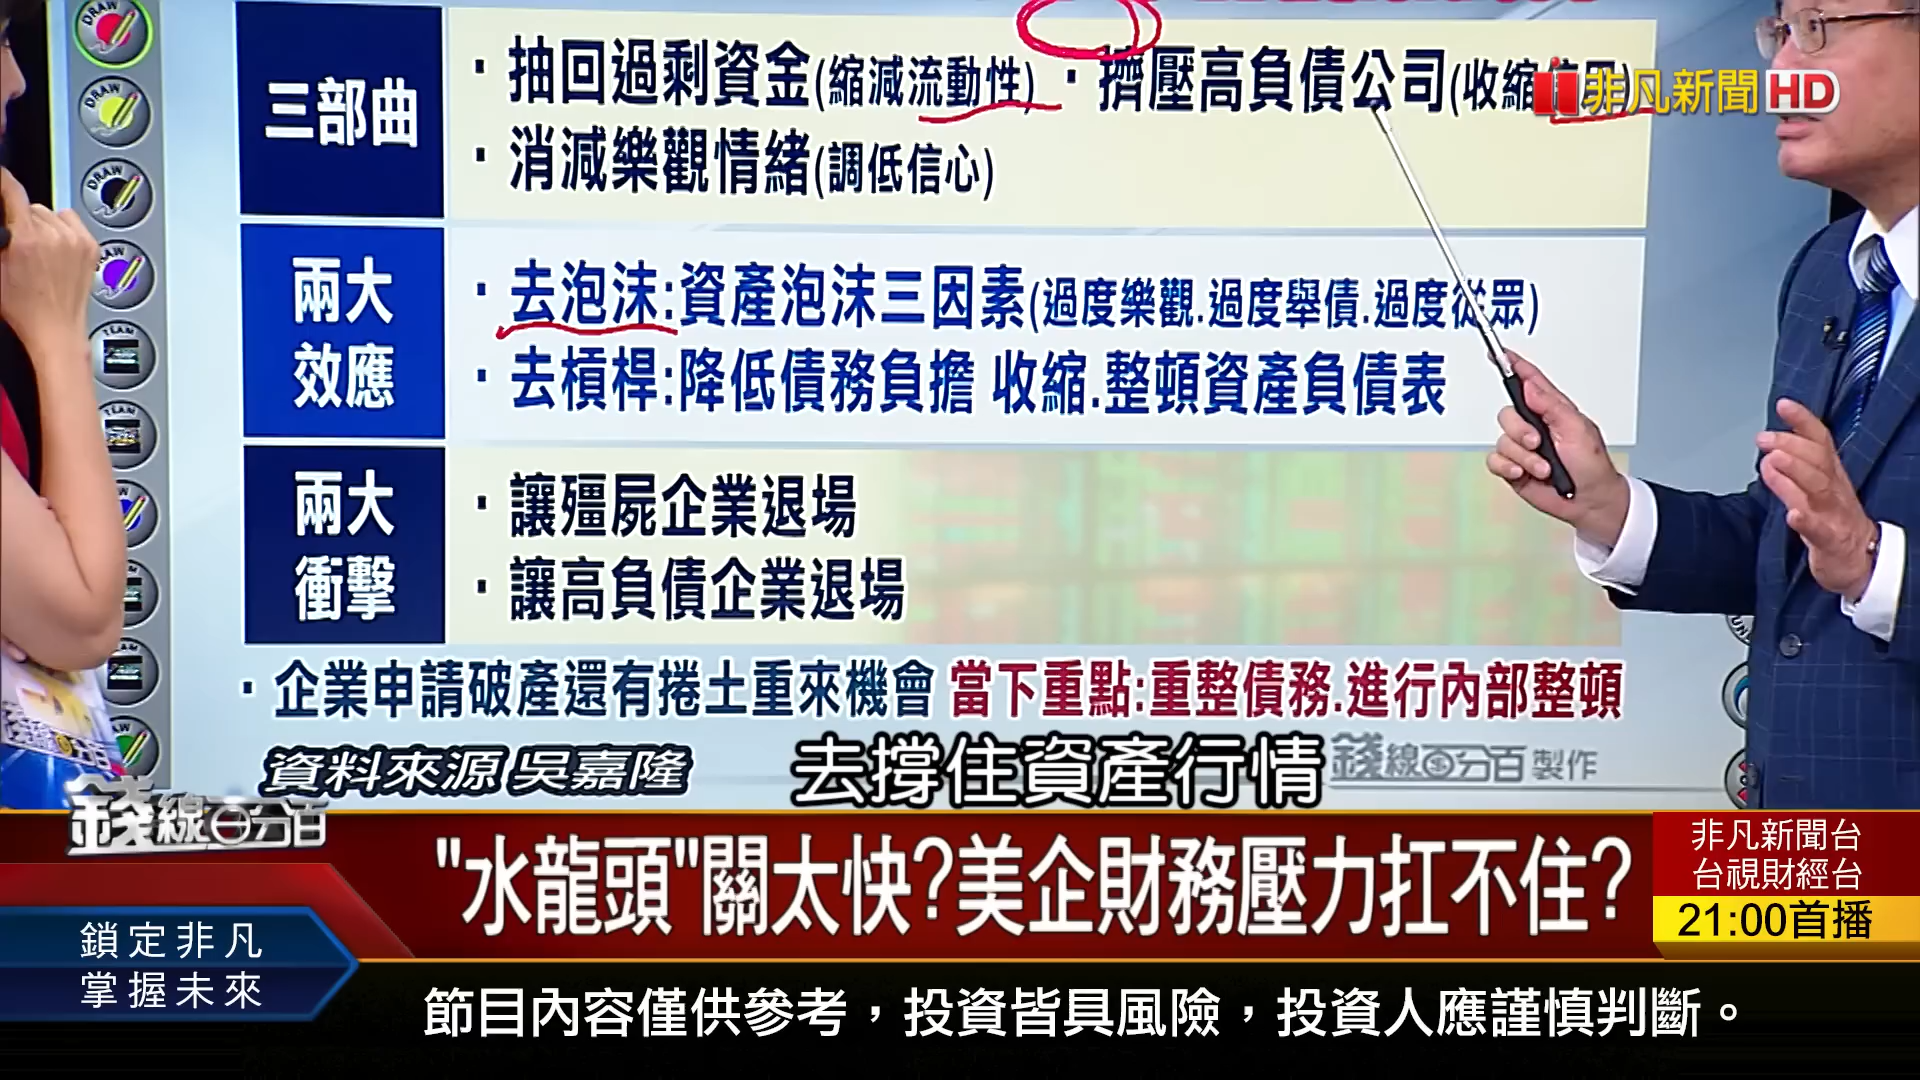 三部曲
·抽回過剩資金(縮減流動性) ·擠壓高負債公司(收縮信用)
·消減樂觀情緒(調低信心)
非凡新聞HD
兩大
效應
·去泡沫:資產泡沫三因素(過度樂觀.過度舉債.過度從眾)
·去槓桿:降低債務負擔 收縮.整頓資產負債表
兩大
衝擊
·讓殭屍企業退場
·讓高負債企業退場
·企業申請破產還有捲土重來機會 當下重點:重整債務.進行內部整頓
資料來源 吳嘉隆
去撐住資產行情
錢線百分百 製作
錢線百分百
"水龍頭"關太快?美企財務壓力扛不住?
非凡新聞台
台視財經台
21:00首播
鎖定非凡
掌握未來
節目內容僅供參考，投資皆具風險，投資人應謹慎判斷。
DRAW
DRAW
DRAW
TEAM
TEAM